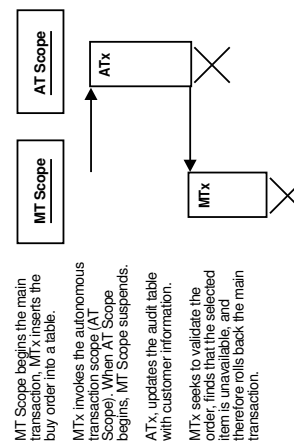 MT Scope begins the main
transaction, MTx inserts the
buy order into a table.
MTx invokes the autonomous
transaction scope (AT
Scope). When AT Scope
begins, MT Scope suspends.
ATx, updates the audit table
with customer information.
MTx seeks to validate the
order, finds that the selected
item is unavailable, and
therefore rolls back the main
transaction.
MT Scope
AT Scope
ATx
MTx